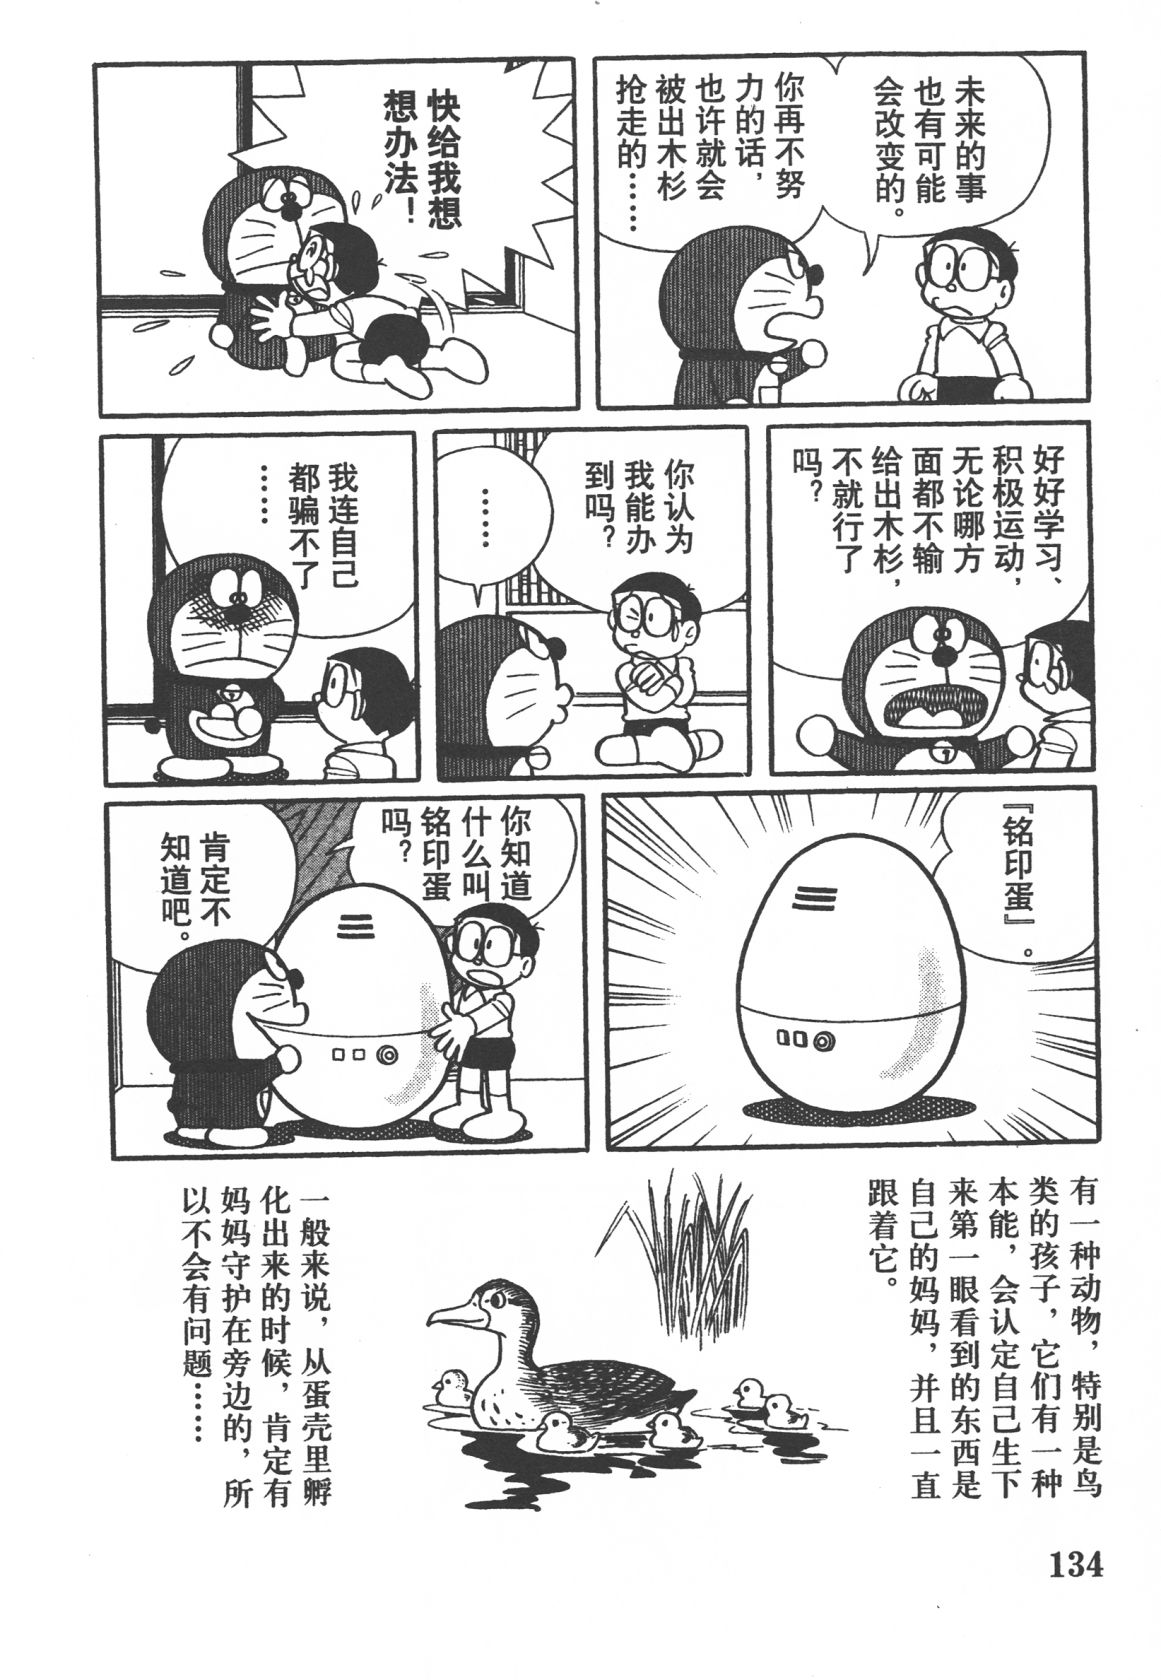 未来的事
也有可能
会改变的。
你再不努
力的话，
也许就会
被出木杉
抢走的……
快给我想
想办法！
好好学习、
积极运动，
无论哪方
面都不输
给出木杉，
不就行了
吗？
你认为
我能办
到吗？
……
我连自己
都骗不了
……
『铭印蛋』。
你知道
什么叫
铭印蛋
吗？
肯定不
知道吧。
有一种动物，特别是鸟
类的孩子，它们有一种
本能，会认定自己生下
来第一眼看到的东西是
自己的妈妈，并且一直
跟着它。
一般来说，从蛋壳里孵
化出来的时候，肯定有
妈妈守护在旁边的，所
以不会有问题……
134